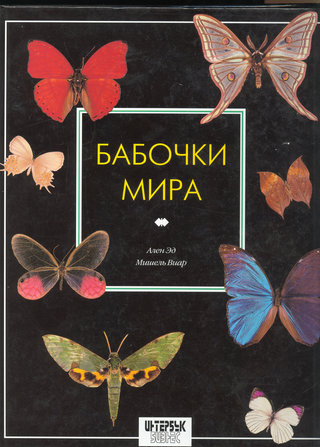 БАБОЧКИ
МИРА
Ален Эд
Мишель Виар
ИНТЕРБУК
БИЗНЕС